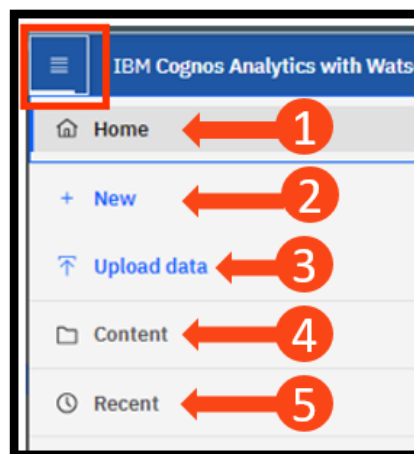 IBM Cognos Analytics with Wats
Home 1
+ New 2
Upload data 3
Content 4
Recent 5